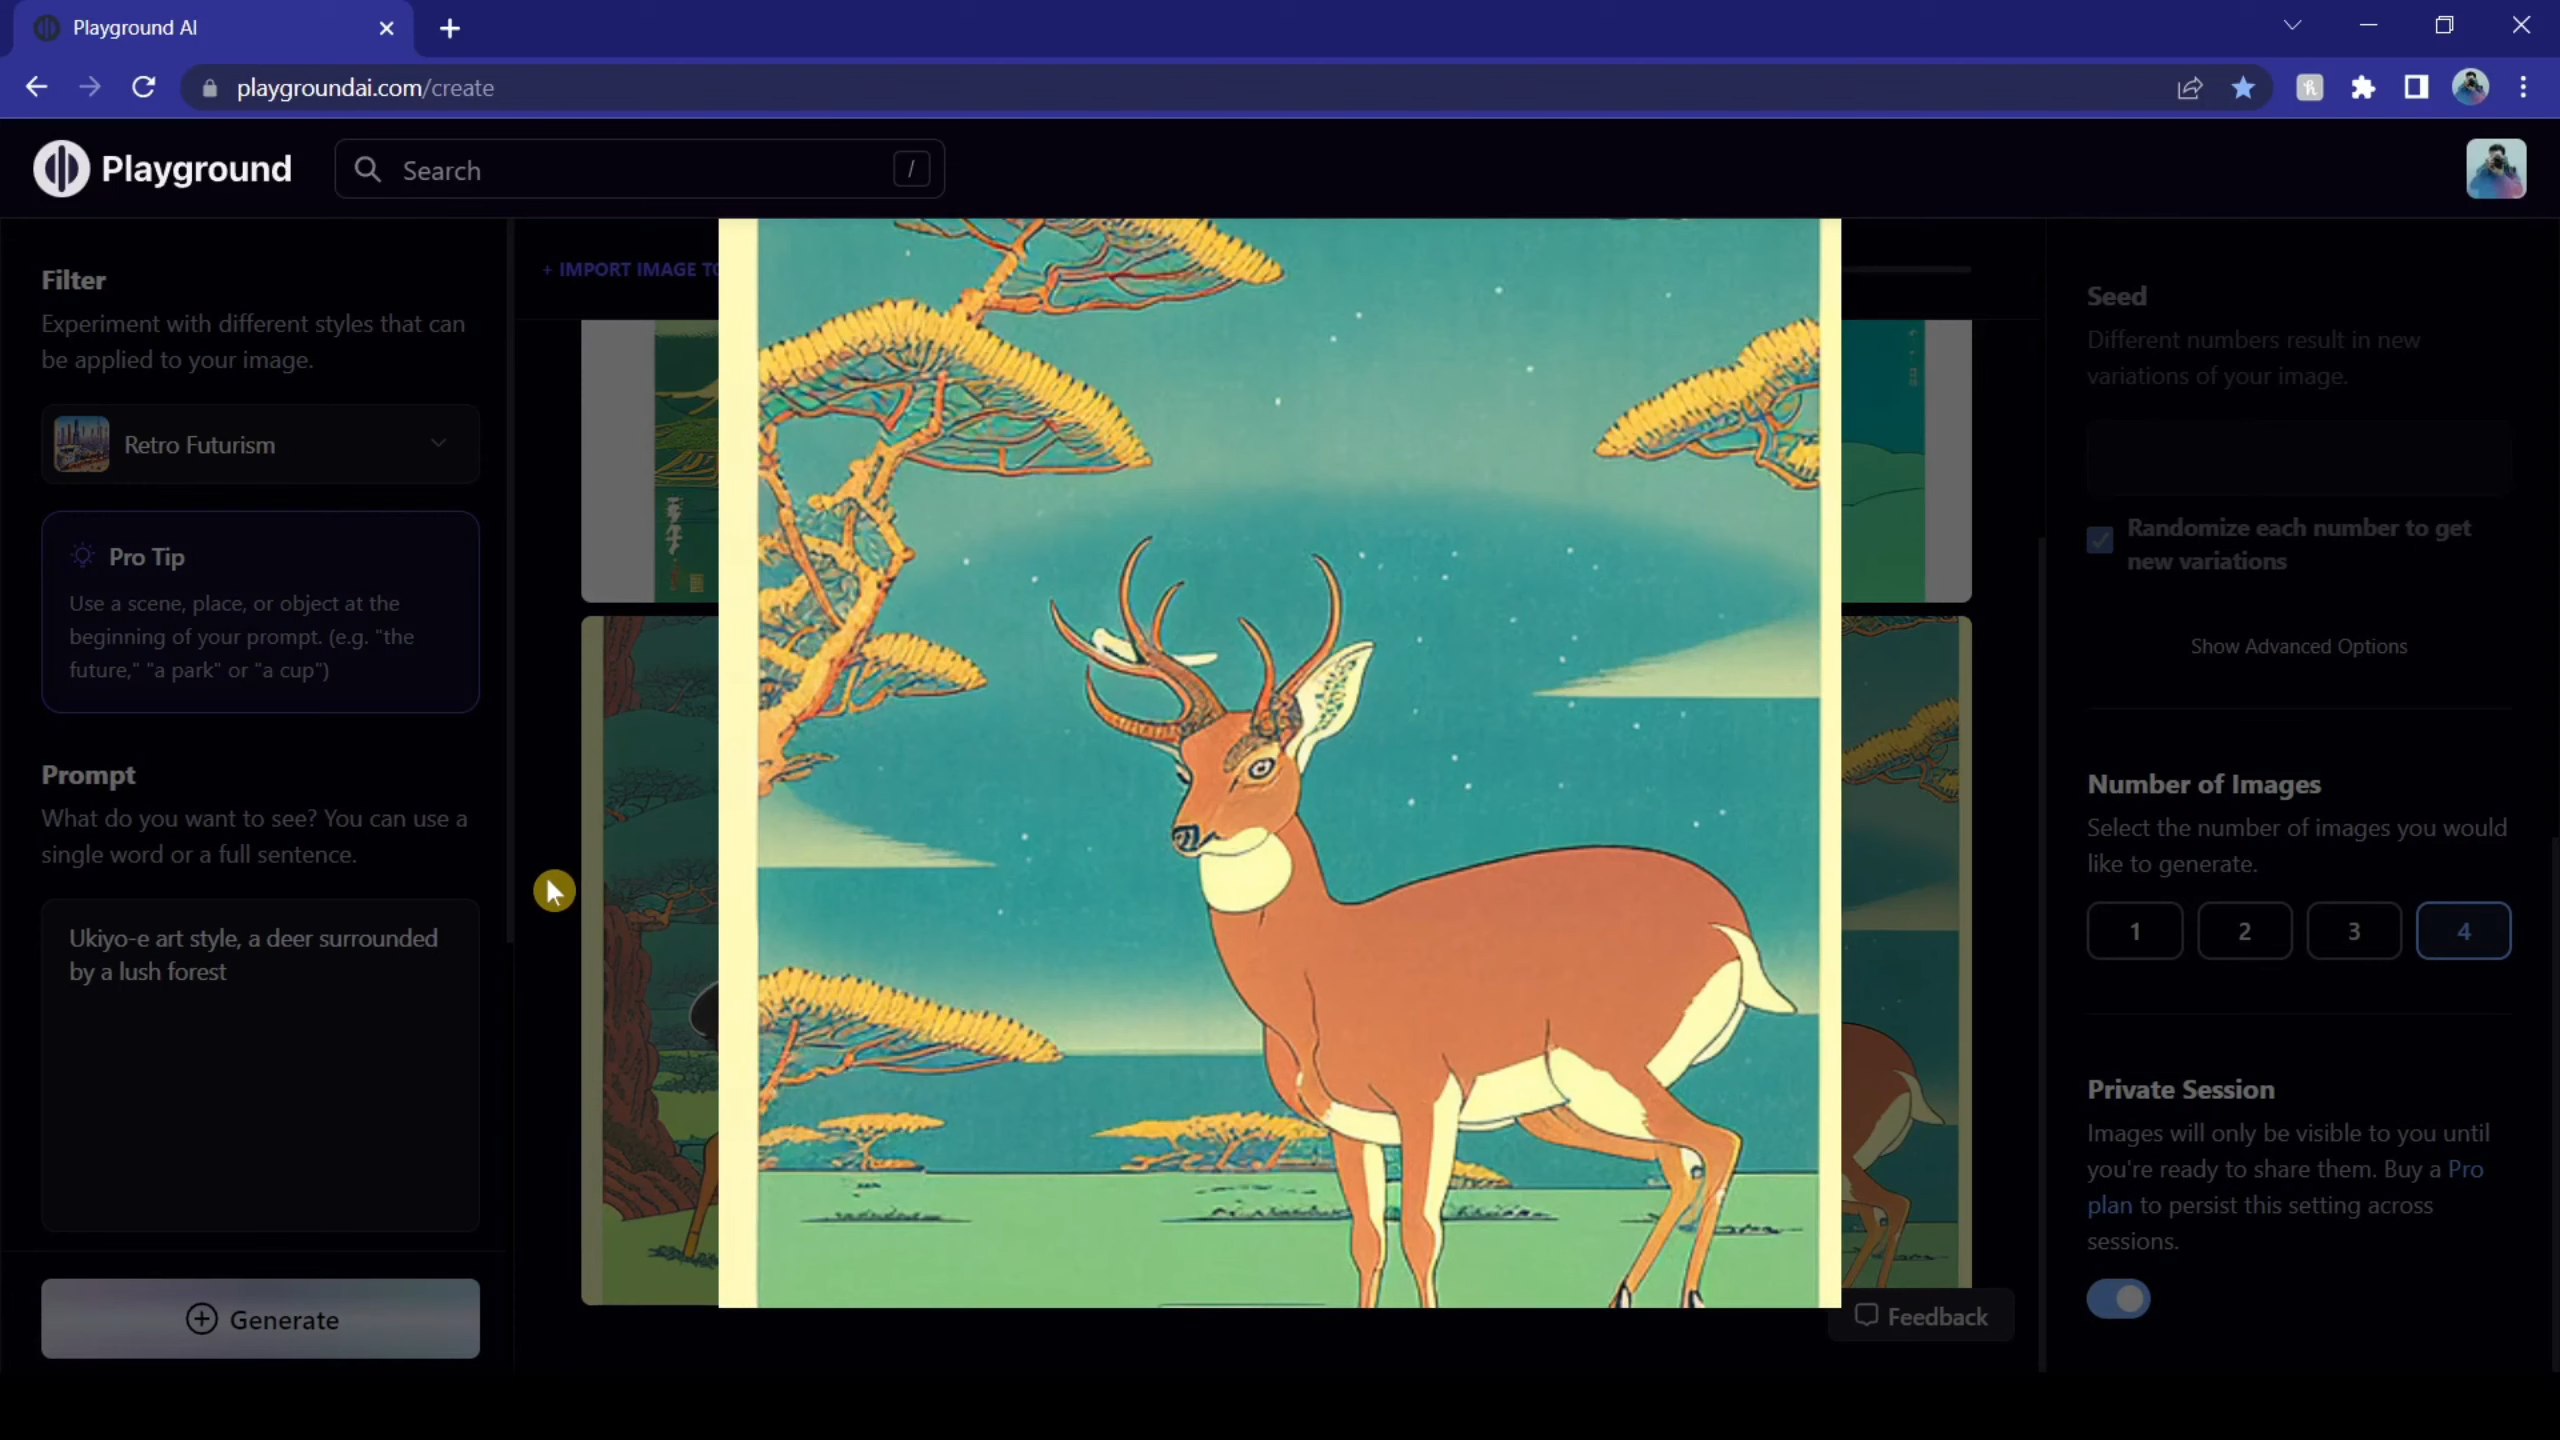 Playground AI
playgroundai.com/create
Playground
Search
/
+ IMPORT IMAGE TO
Filter
Experiment with different styles that can
be applied to your image.
Retro Futurism
Pro Tip
Use a scene, place, or object at the
beginning of your prompt. (e.g. "the
future," "a park" or "a cup")
Prompt
What do you want to see? You can use a
single word or a full sentence.
Ukiyo-e art style, a deer surrounded
by a lush forest
Generate
Seed
Different numbers result in new
variations of your image.
Randomize each number to get
new variations
Show Advanced Options
Number of Images
Select the number of images you would
like to generate.
1
2
3
4
Private Session
Images will only be visible to you until
you're ready to share them. Buy a Pro
plan to persist this setting across
sessions.
Feedback